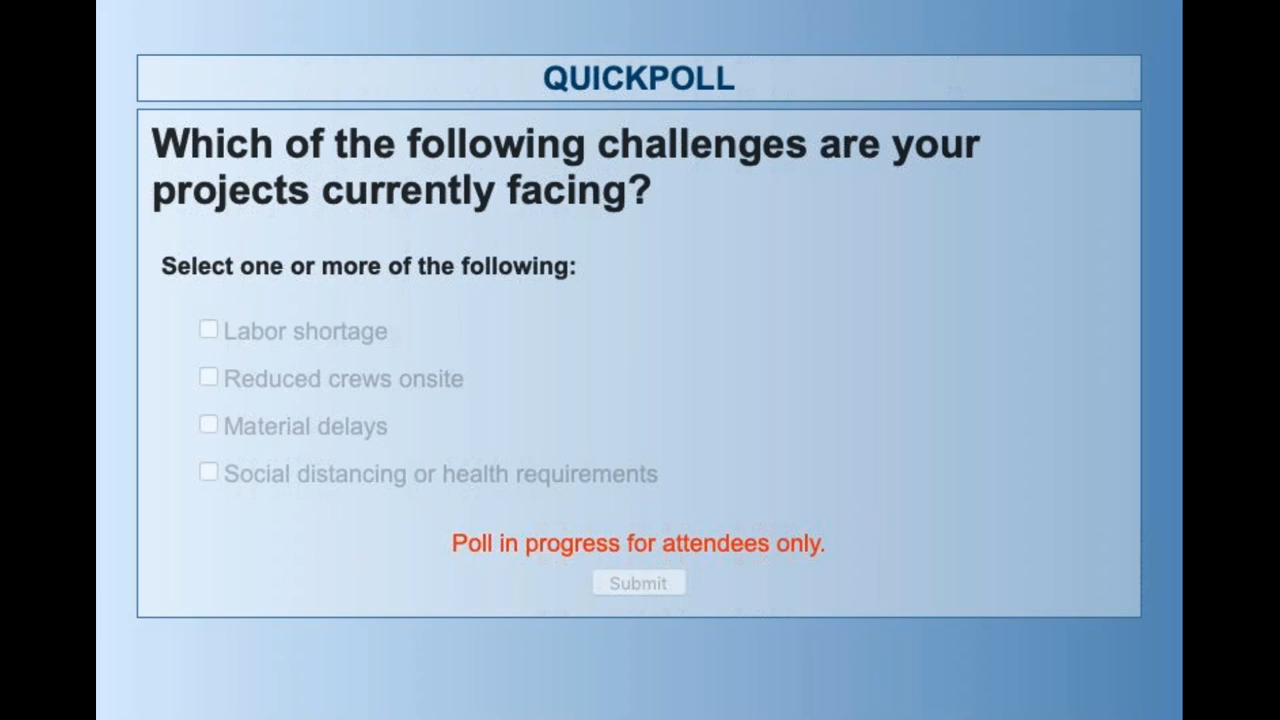 QUICKPOLL
Which of the following challenges are your
projects currently facing?
Select one or more of the following:
Labor shortage
Reduced crews onsite
Material delays
Social distancing or health requirements
Poll in progress for attendees only.
Submit